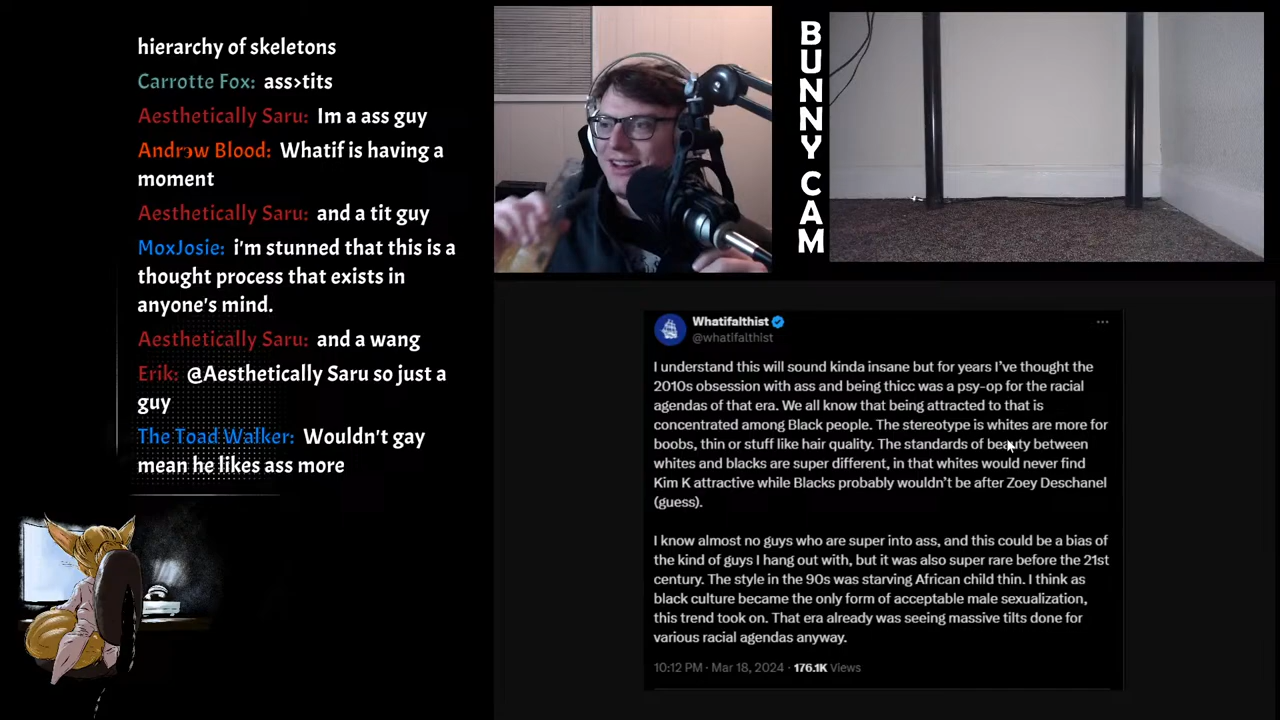 hierarchy of skeletons
Carrotte Fox: ass>tits
Aesthetically Saru: Im a ass guy
Andrɘw Blood: Whatif is having a
moment
Aesthetically Saru: and a tit guy
MoxJosie: i'm stunned that this is a
thought process that exists in
anyone's mind.
Aesthetically Saru: and a wang
Erik: @Aesthetically Saru so just a
guy
The Toad Walker: Wouldn't gay
mean he likes ass more
BUNNY CAM
Whatifalthist
@whatifalthist
I understand this will sound kinda insane but for years I've thought the
2010s obsession with ass and being thicc was a psy-op for the racial
agendas of that era. We all know that being attracted to that is
concentrated among Black people. The stereotype is whites are more for
boobs, thin or stuff like hair quality. The standards of beauty between
whites and blacks are super different, in that whites would never find
Kim K attractive while Blacks probably wouldn't be after Zoey Deschanel
(guess).
I know almost no guys who are super into ass, and this could be a bias of
the kind of guys I hang out with, but it was also super rare before the 21st
century. The style in the 90s was starving African child thin. I think as
black culture became the only form of acceptable male sexualization,
this trend took on. That era already was seeing massive tilts done for
various racial agendas anyway.
10:12 PM · Mar 18, 2024 · 176.1K Views